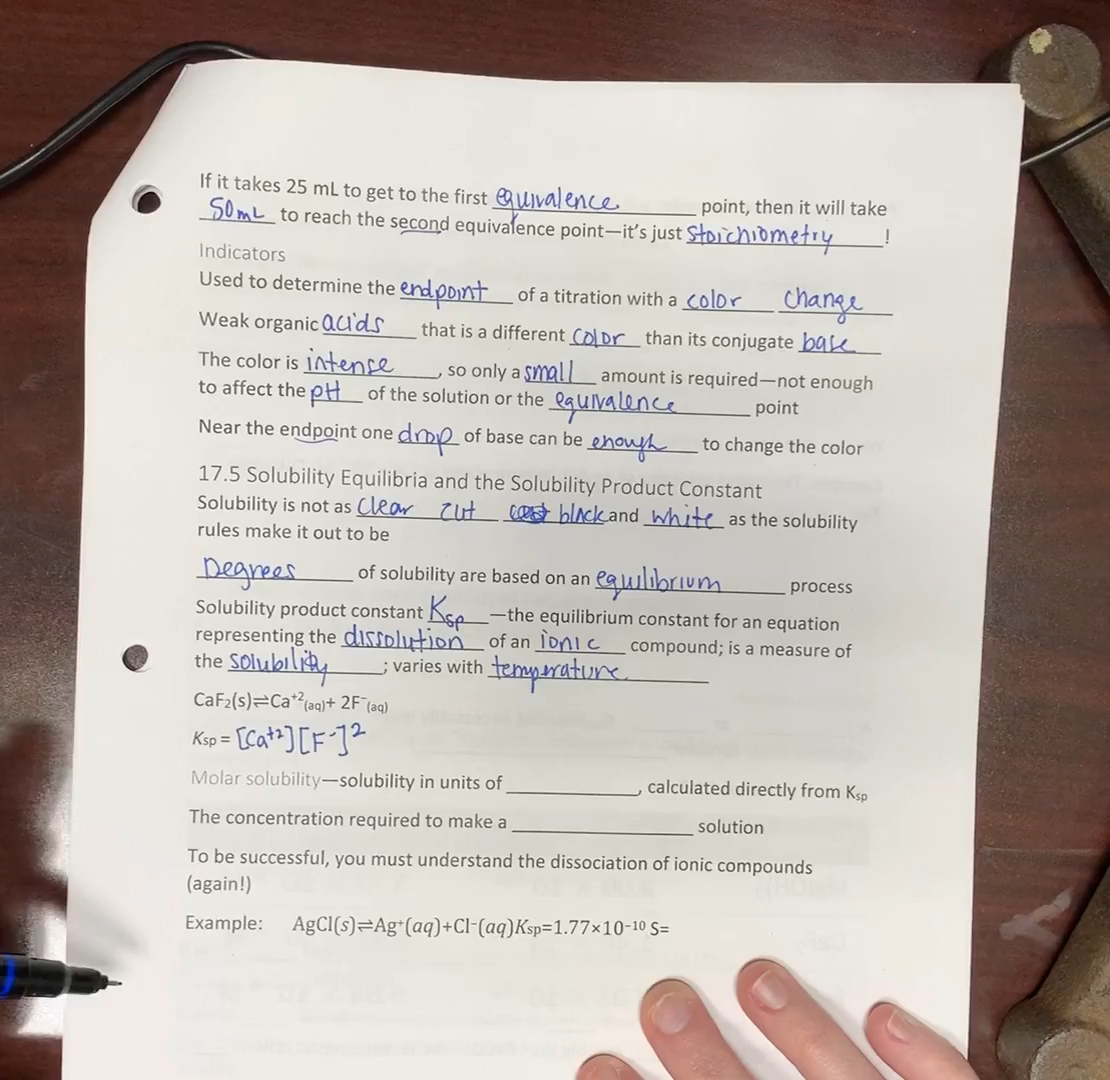 If it takes 25 mL to get to the first equivalence point, then it will take
50mL to reach the second equivalence point—it's just Stoichiometry !
Indicators
Used to determine the endpoint of a titration with a color change
Weak organic acids that is a different color than its conjugate base
The color is intense, so only a small amount is required—not enough
to affect the pH of the solution or the equivalence point
Near the endpoint one drop of base can be enough to change the color
17.5 Solubility Equilibria and the Solubility Product Constant
Solubility is not as clear cut black and white as the solubility
rules make it out to be
Degrees of solubility are based on an equilibrium process
Solubility product constant Ksp—the equilibrium constant for an equation
representing the dissolution of an ionic compound; is a measure of
the solubility; varies with temperature
CaF₂(s)⇌Ca⁺²(aq)+ 2F⁻(aq)
Ksp = [Ca⁺²][F⁻]²
Molar solubility—solubility in units of ____________, calculated directly from Ksp
The concentration required to make a ________________ solution
To be successful, you must understand the dissociation of ionic compounds
(again!)
Example: AgCl(s)⇌Ag⁺(aq)+Cl⁻(aq)Ksp=1.77×10⁻¹⁰ S=